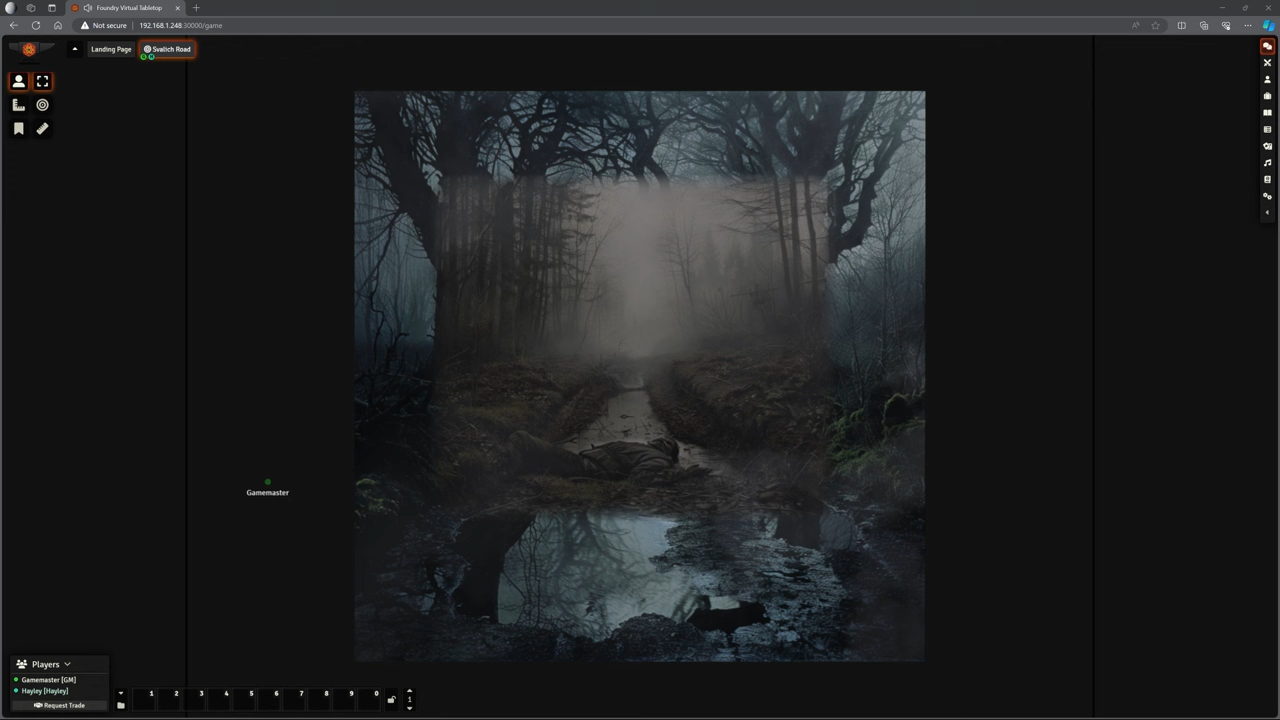 Foundry Virtual Tabletop
Not secure
192.168.1.248:30000/game
Landing Page
Svalich Road
G
H
Gamemaster
Players
Gamemaster [GM]
Hayley [Hayley]
Request Trade
1 2 3 4 5 6 7 8 9 0
1